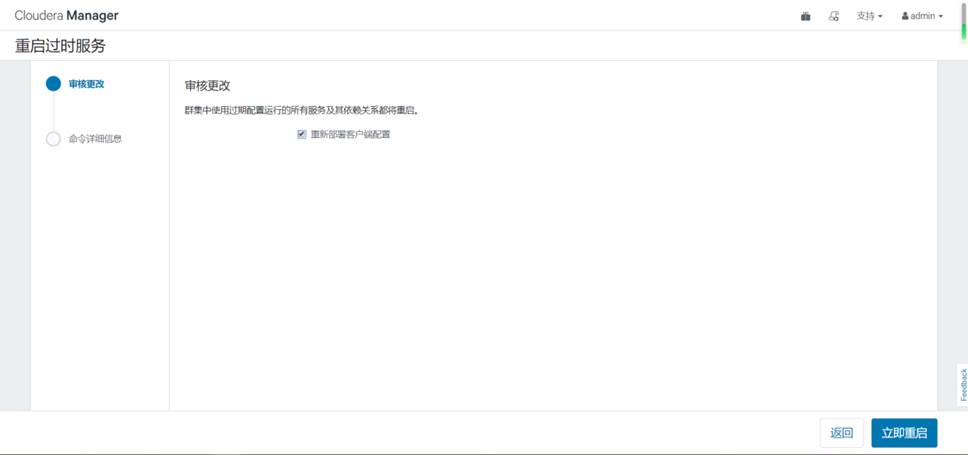 Cloudera Manager
支持
admin
重启过时服务
审核更改
命令详细信息
审核更改
群集中使用过期配置运行的所有服务及其依赖关系都将重启。
重新部署客户端配置
Feedback
返回
立即重启